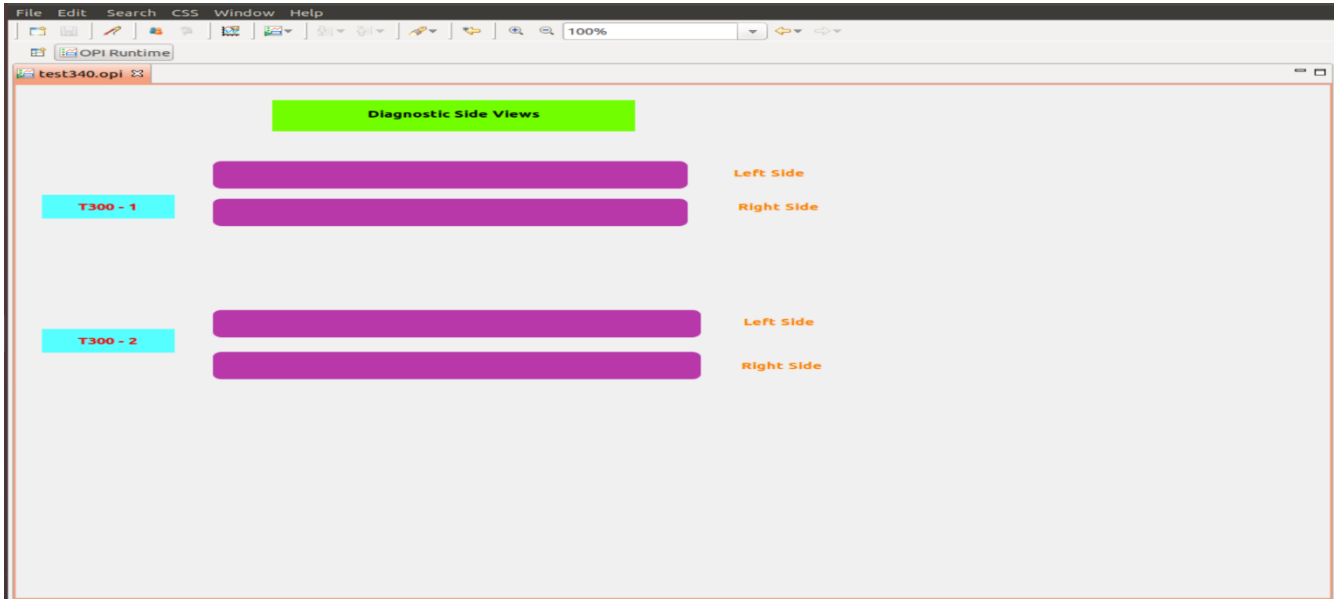 File Edit Search CSS Window Help
100%
OPI Runtime
test340.opi
Diagnostic Side Views
Left Side
T300 - 1
Right Side
Left Side
T300 - 2
Right Side